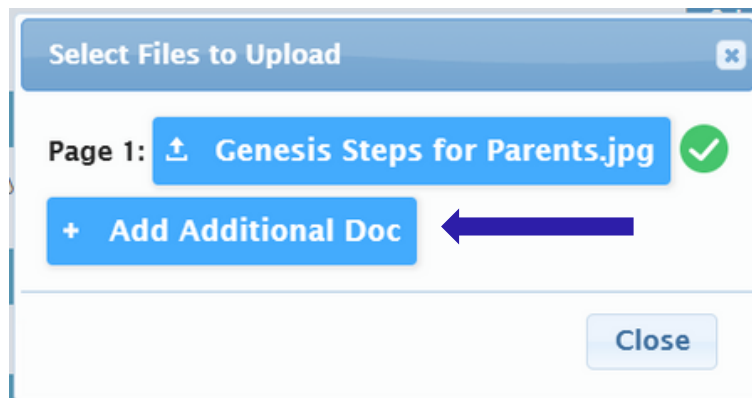 Select Files to Upload
Page 1: Genesis Steps for Parents.jpg
+ Add Additional Doc
Close